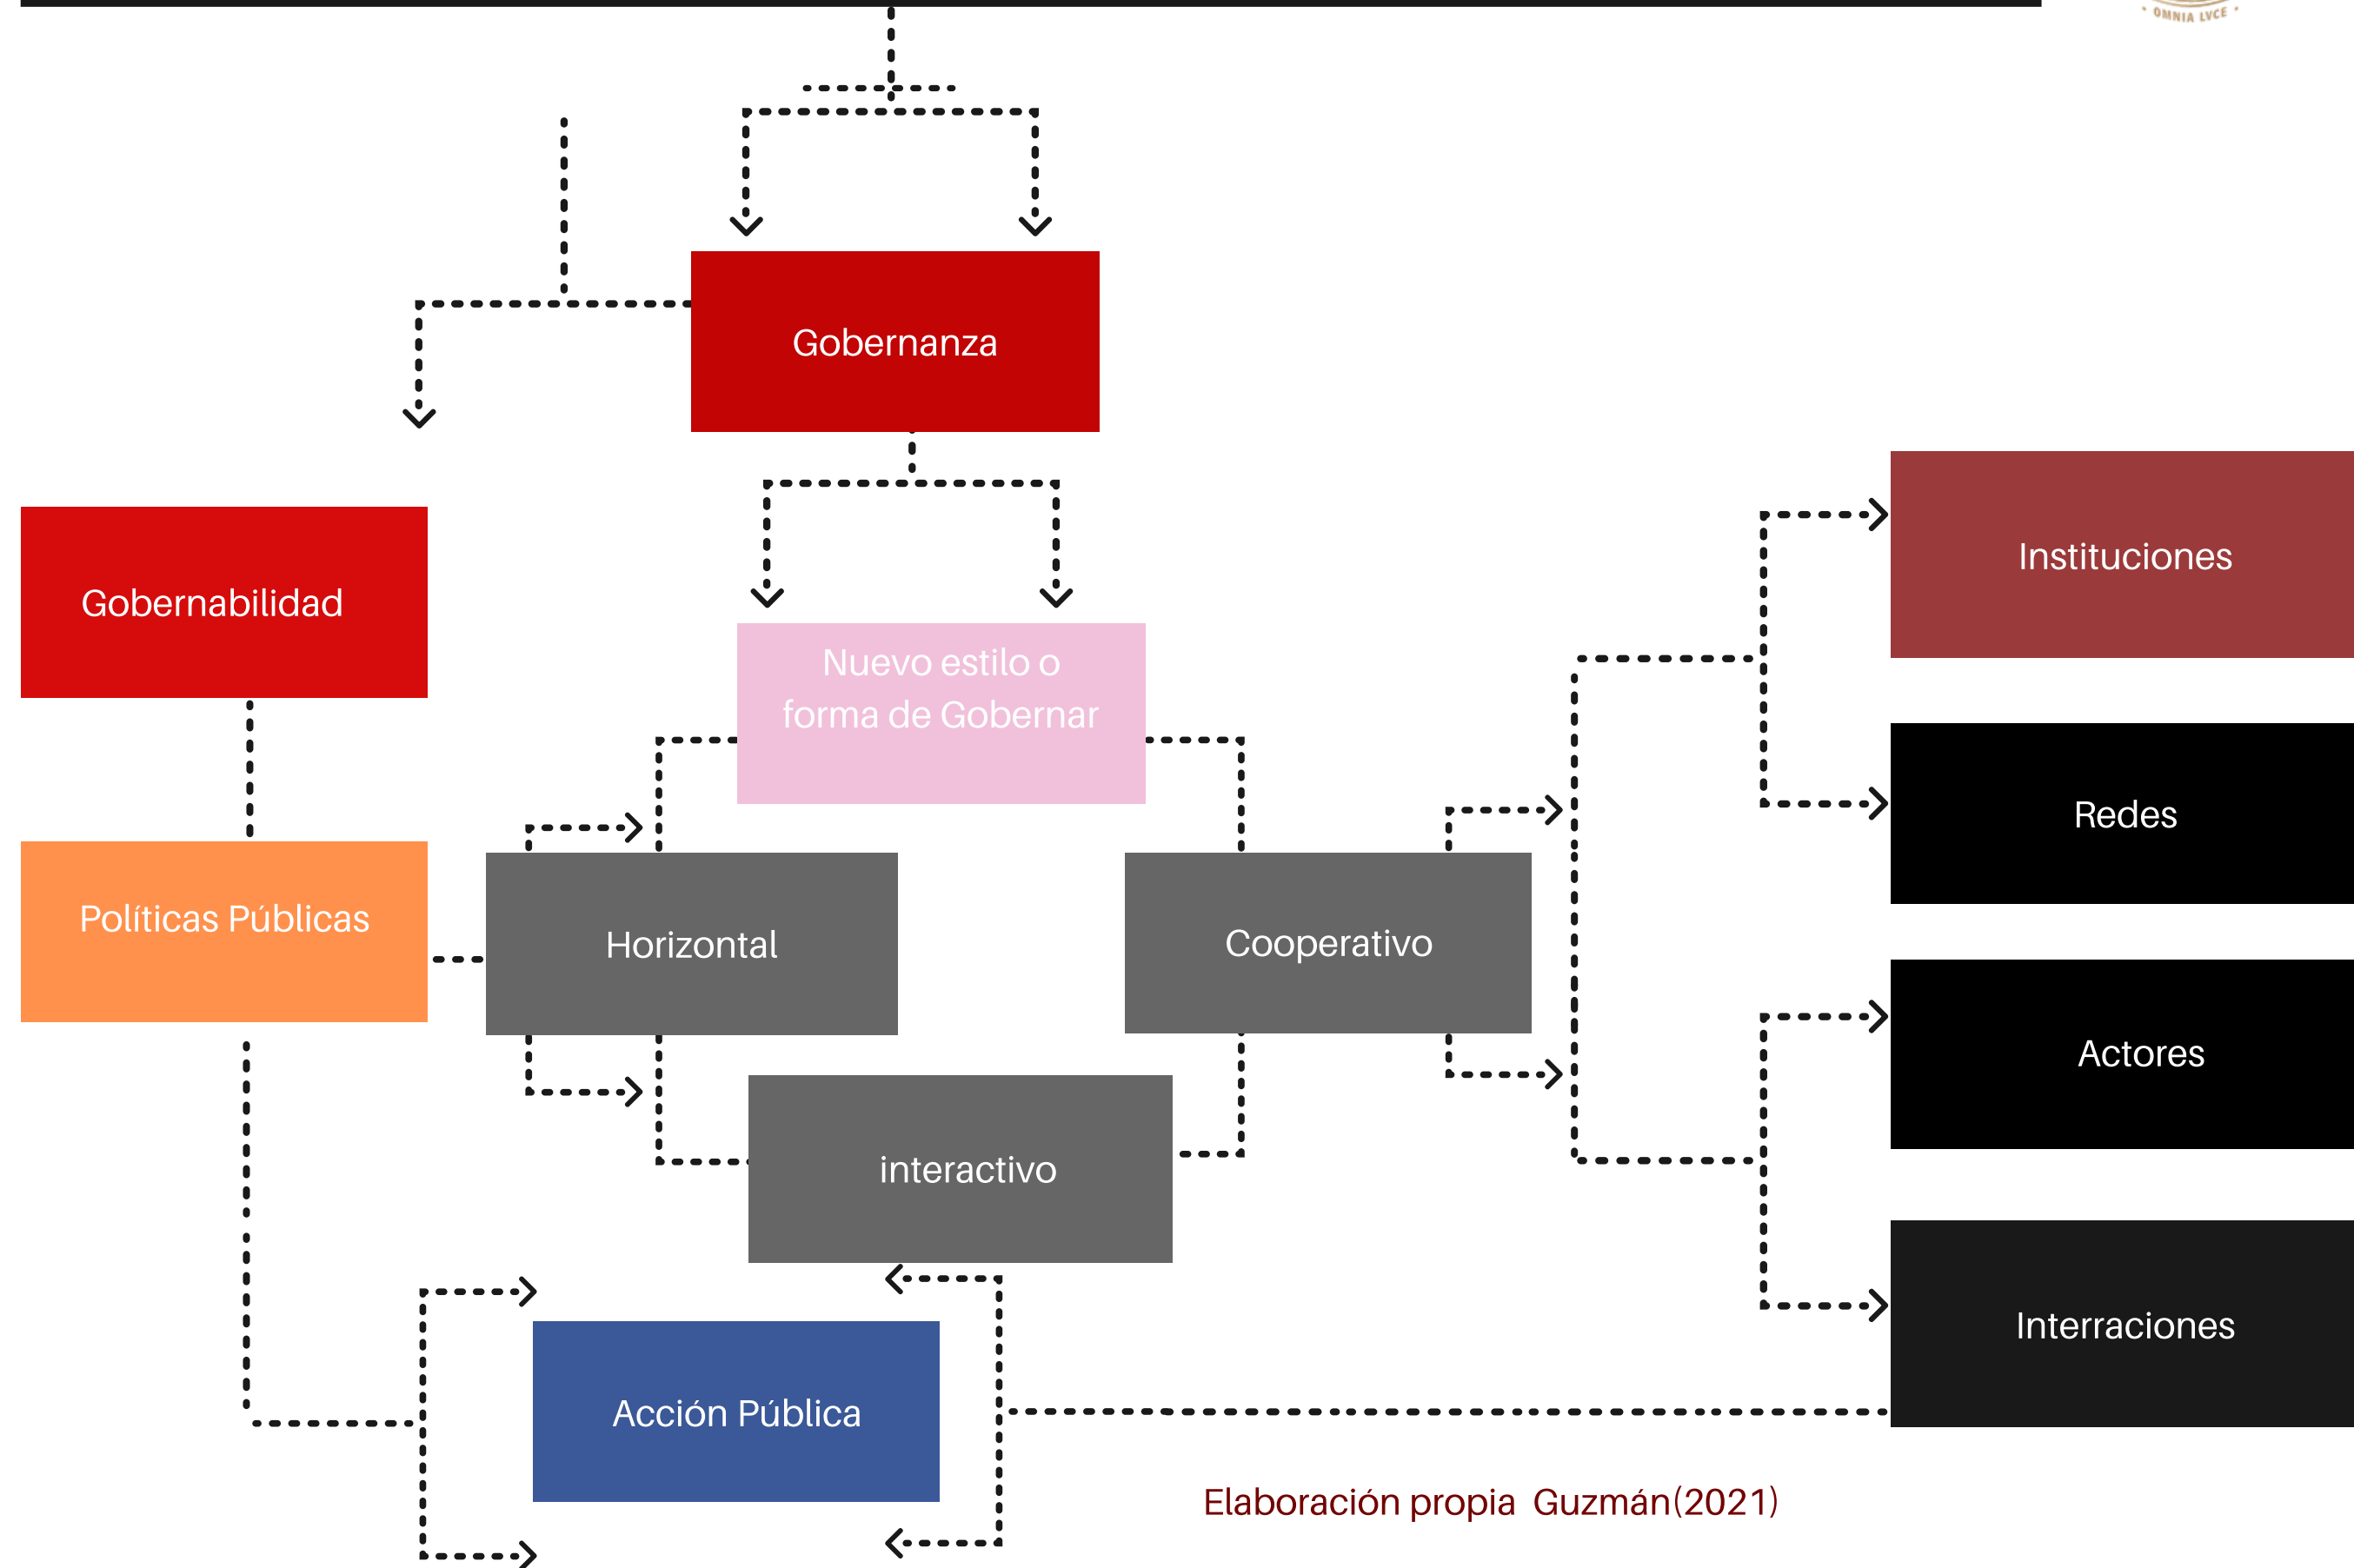 · OMNIA LVCE ·
Gobernanza
Gobernabilidad
Instituciones
Nuevo estilo o
forma de Gobernar
Redes
Políticas Públicas
Horizontal
Cooperativo
Actores
interactivo
Interraciones
Acción Pública
Elaboración propia Guzmán(2021)